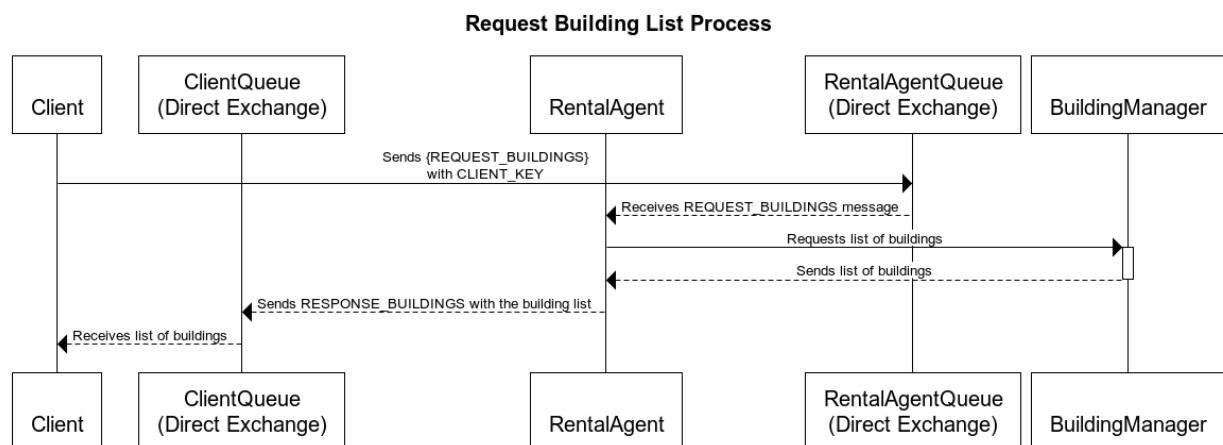 Request Building List Process
Client
ClientQueue
(Direct Exchange)
RentalAgent
RentalAgentQueue
(Direct Exchange)
BuildingManager
Sends {REQUEST_BUILDINGS}
with CLIENT_KEY
Receives REQUEST_BUILDINGS message
Requests list of buildings
Sends list of buildings
Sends RESPONSE_BUILDINGS with the building list
Receives list of buildings
Client
ClientQueue
(Direct Exchange)
RentalAgent
RentalAgentQueue
(Direct Exchange)
BuildingManager